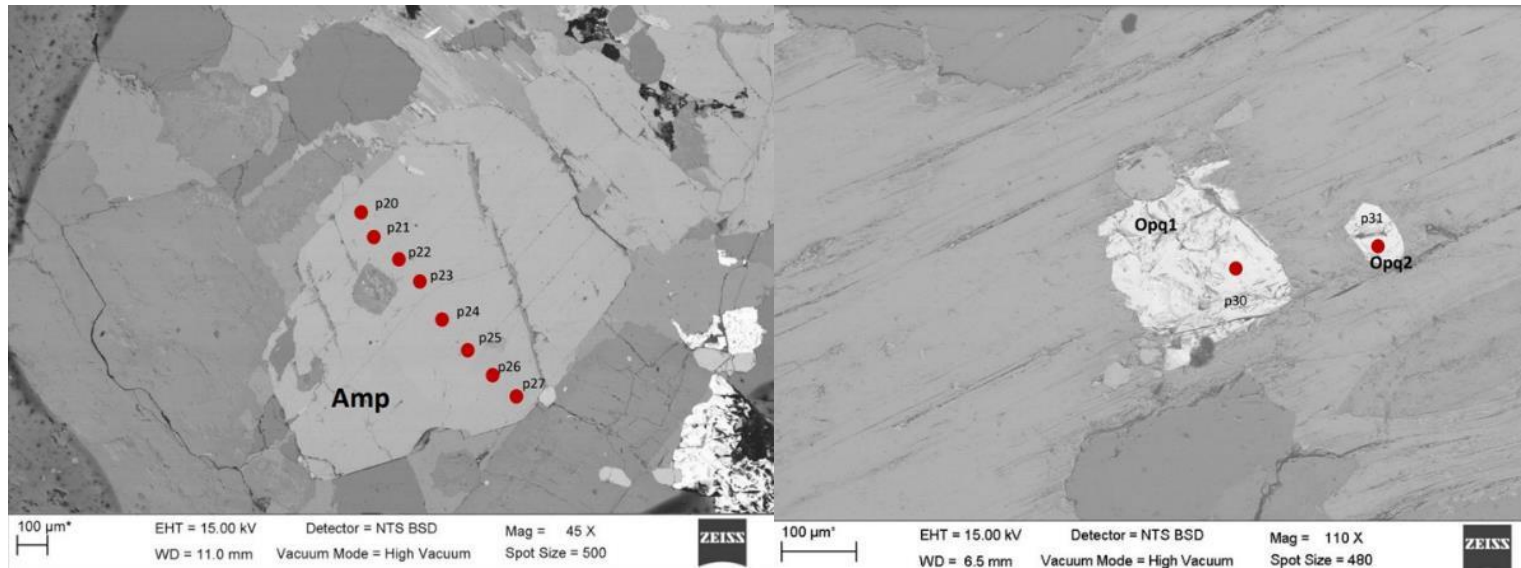 p20
p21
p22
p23
p24
p25
p26
p27
Amp
100 µm*
EHT = 15.00 kV
Detector = NTS BSD
Mag = 45 X
WD = 11.0 mm
Vacuum Mode = High Vacuum
Spot Size = 500
ZEISS
Opq1
p30
p31
Opq2
100 µm*
EHT = 15.00 kV
Detector = NTS BSD
Mag = 110 X
WD = 6.5 mm
Vacuum Mode = High Vacuum
Spot Size = 480
ZEISS